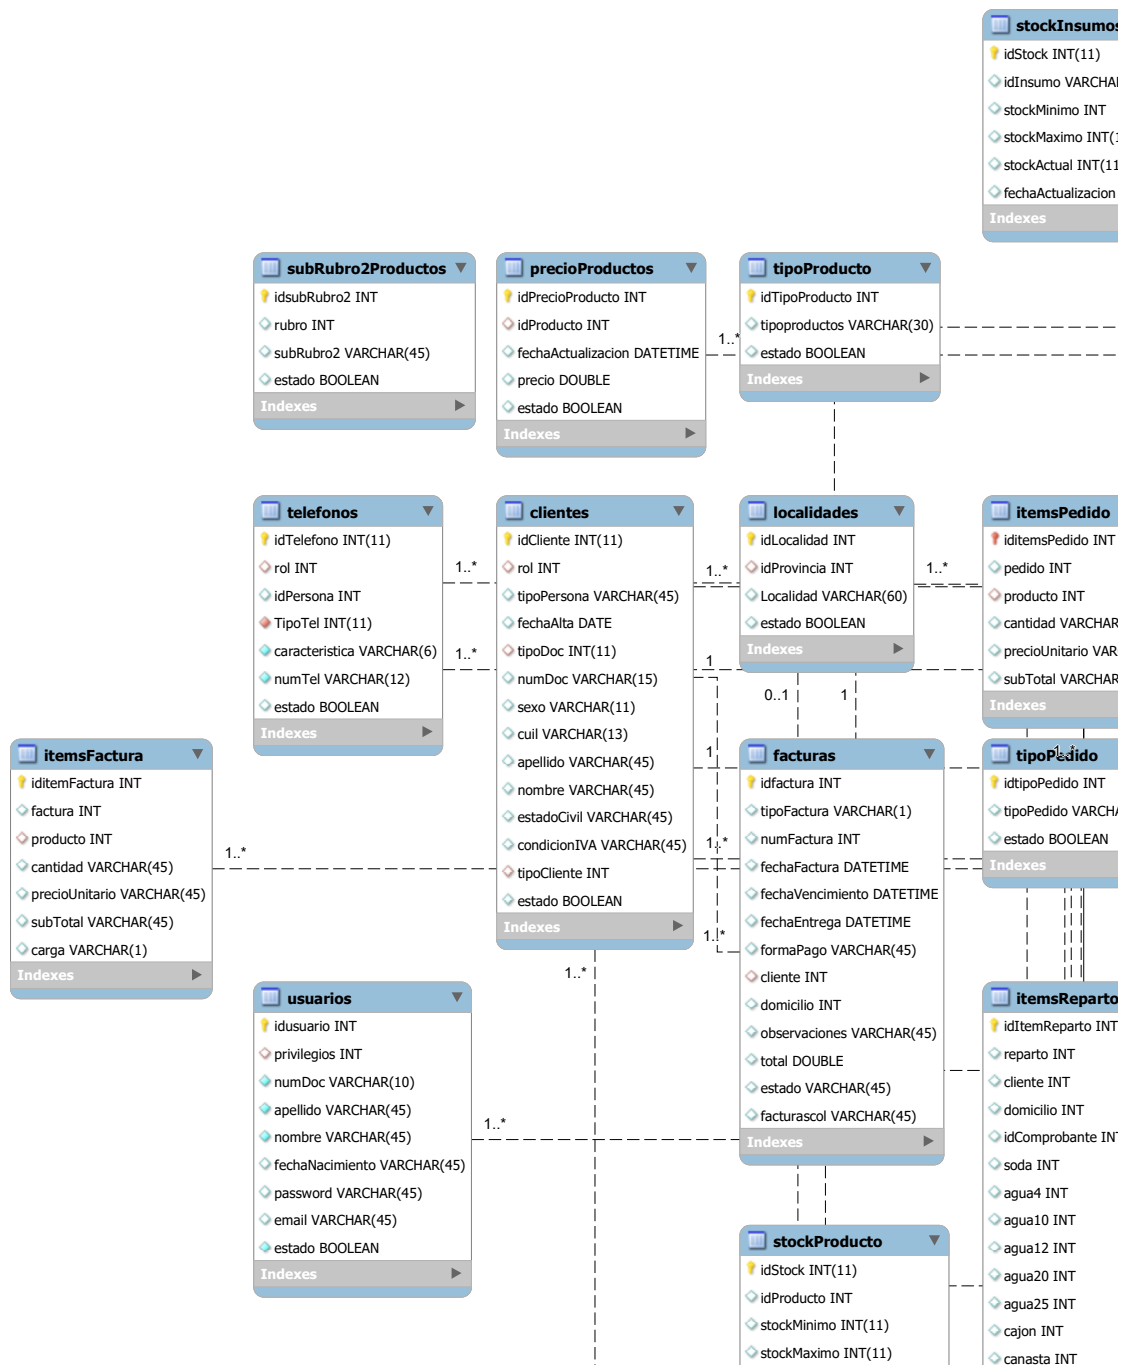 stockInsumos
idStock INT(11)
stockMinimo INT
fechaActualizacion
Indexes
subRubro2Productos
idsubRubro2 INT
rubro INT
subRubro2 VARCHAR(45)
estado BOOLEAN
Indexes
precioProductos
idPrecioProducto INT
idProducto INT
fechaActualizacion DATETIME
precio DOUBLE
estado BOOLEAN
Indexes
1..*
tipoProducto
idTipoProducto INT
tipoproductos VARCHAR(30)
estado BOOLEAN
Indexes
telefonos
idTelefono INT(11)
rol INT
idPersona INT
TipoTel INT(11)
caracteristica VARCHAR(6)
numTel VARCHAR(12)
estado BOOLEAN
Indexes
1..*
1..*
clientes
idCliente INT(11)
rol INT
tipoPersona VARCHAR(45)
fechaAlta DATE
tipoDoc INT(11)
numDoc VARCHAR(15)
sexo VARCHAR(11)
cuil VARCHAR(13)
apellido VARCHAR(45)
nombre VARCHAR(45)
estadoCivil VARCHAR(45)
condicionIVA VARCHAR(45)
tipoCliente INT
estado BOOLEAN
Indexes
1..*
1
1
1..*
1..*
1..*
localidades
idLocalidad INT
idProvincia INT
Localidad VARCHAR(60)
estado BOOLEAN
Indexes
1..*
0..1
1
itemsPedido
iditemsPedido INT
pedido INT
producto INT
cantidad VARCHAR
precioUnitario VAR
subTotal VARCHAR
Indexes
itemsFactura
iditemFactura INT
factura INT
producto INT
cantidad VARCHAR(45)
precioUnitario VARCHAR(45)
subTotal VARCHAR(45)
carga VARCHAR(1)
Indexes
1..*
facturas
idfactura INT
tipoFactura VARCHAR(1)
numFactura INT
fechaFactura DATETIME
fechaVencimiento DATETIME
fechaEntrega DATETIME
formaPago VARCHAR(45)
cliente INT
domicilio INT
observaciones VARCHAR(45)
total DOUBLE
estado VARCHAR(45)
facturascol VARCHAR(45)
Indexes
tipoPedido
1..*
idtipoPedido INT
tipoPedido VARCHA
estado BOOLEAN
Indexes
usuarios
idusuario INT
privilegios INT
numDoc VARCHAR(10)
apellido VARCHAR(45)
nombre VARCHAR(45)
fechaNacimiento VARCHAR(45)
password VARCHAR(45)
email VARCHAR(45)
estado BOOLEAN
Indexes
1..*
itemsReparto
idItemReparto INT
reparto INT
cliente INT
domicilio INT
idComprobante INT
soda INT
agua4 INT
agua10 INT
agua12 INT
agua20 INT
agua25 INT
cajon INT
canasta INT
stockProducto
idStock INT(11)
idProducto INT
stockMinimo INT(11)
stockMaximo INT(11)